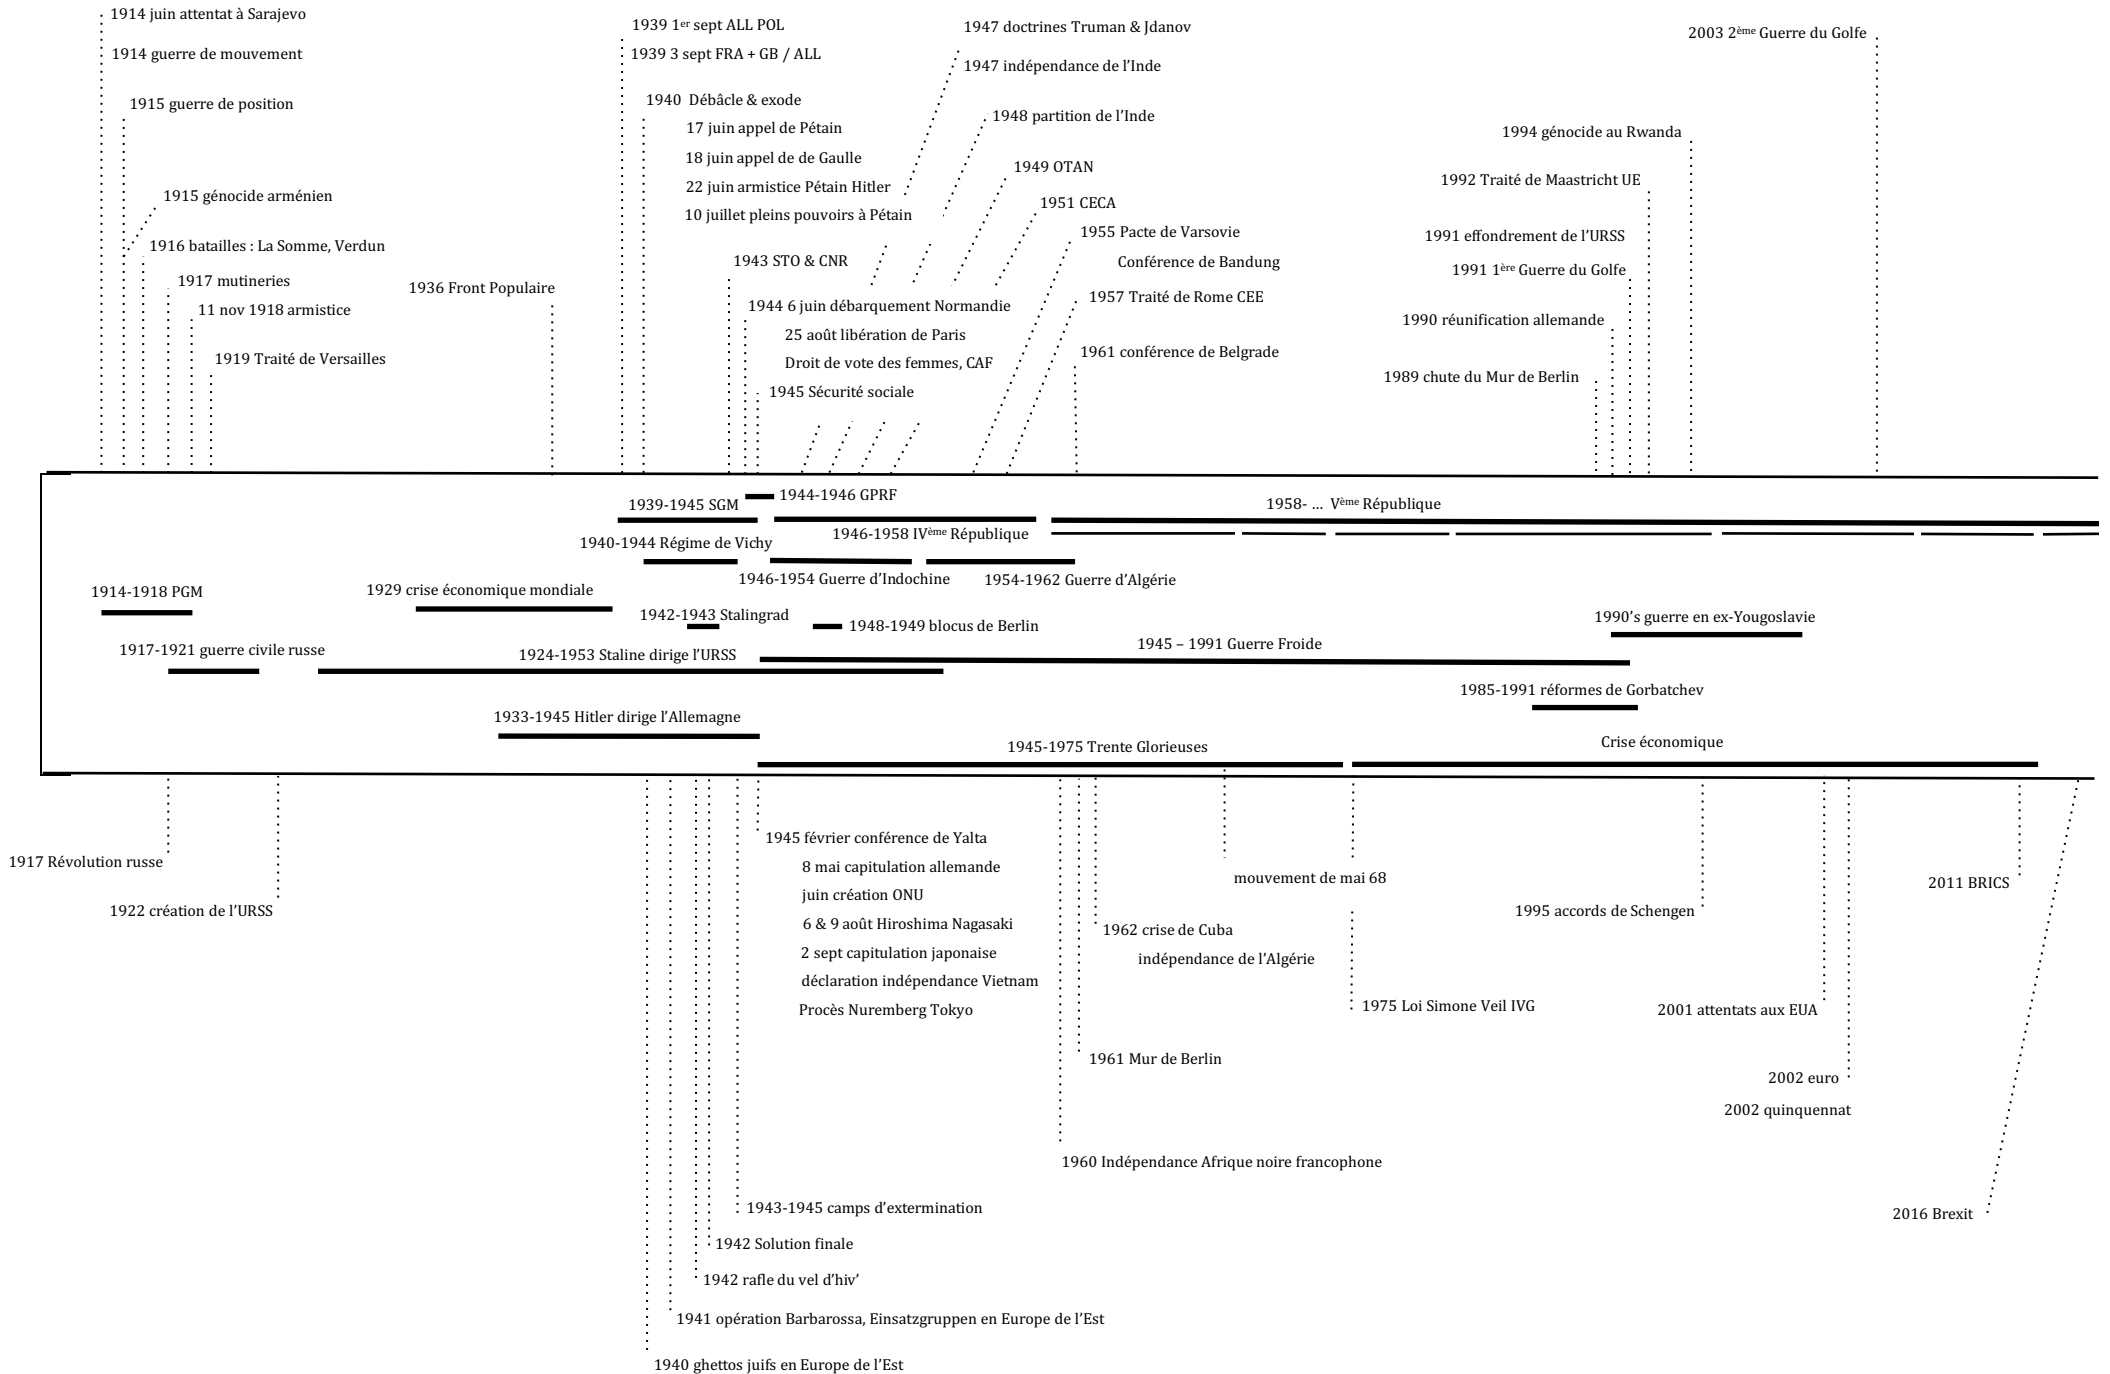 1914 juin attentat à Sarajevo
1914 guerre de mouvement
1915 guerre de position
1915 génocide arménien
1916 batailles : La Somme, Verdun
1917 mutineries
11 nov 1918 armistice
1919 Traité de Versailles
1936 Front Populaire
1939 1er sept ALL POL
1939 3 sept FRA + GB / ALL
1940 Débâcle & exode
17 juin appel de Pétain
18 juin appel de de Gaulle
22 juin armistice Pétain Hitler
10 juillet pleins pouvoirs à Pétain
1943 STO & CNR
1944 6 juin débarquement Normandie
25 août libération de Paris
Droit de vote des femmes, CAF
1945 Sécurité sociale
1947 doctrines Truman & Jdanov
1947 indépendance de l’Inde
1948 partition de l’Inde
1949 OTAN
1951 CECA
1955 Pacte de Varsovie
Conférence de Bandung
1957 Traité de Rome CEE
1961 conférence de Belgrade
2003 2ème Guerre du Golfe
1994 génocide au Rwanda
1992 Traité de Maastricht UE
1991 effondrement de l’URSS
1991 1ère Guerre du Golfe
1990 réunification allemande
1989 chute du Mur de Berlin
1944-1946 GPRF
1939-1945 SGM
1958- … Vème République
1946-1958 IVème République
1940-1944 Régime de Vichy
1946-1954 Guerre d’Indochine
1954-1962 Guerre d’Algérie
1914-1918 PGM
1929 crise économique mondiale
1942-1943 Stalingrad
1948-1949 blocus de Berlin
1990’s guerre en ex-Yougoslavie
1917-1921 guerre civile russe
1924-1953 Staline dirige l’URSS
1945 – 1991 Guerre Froide
1985-1991 réformes de Gorbatchev
1933-1945 Hitler dirige l’Allemagne
1945-1975 Trente Glorieuses
Crise économique
1917 Révolution russe
1922 création de l’URSS
1945 février conférence de Yalta
8 mai capitulation allemande
juin création ONU
6 & 9 août Hiroshima Nagasaki
2 sept capitulation japonaise
déclaration indépendance Vietnam
Procès Nuremberg Tokyo
mouvement de mai 68
1962 crise de Cuba
indépendance de l’Algérie
1975 Loi Simone Veil IVG
1961 Mur de Berlin
1960 Indépendance Afrique noire francophone
1995 accords de Schengen
2011 BRICS
2001 attentats aux EUA
2002 euro
2002 quinquennat
2016 Brexit
1943-1945 camps d’extermination
1942 Solution finale
1942 rafle du vel d’hiv’
1941 opération Barbarossa, Einsatzgruppen en Europe de l’Est
1940 ghettos juifs en Europe de l’Est